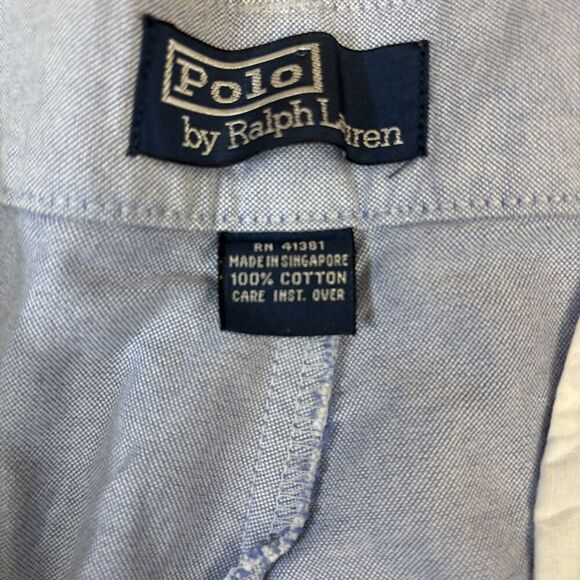 Polo
by Ralph Lauren
RN 41381
MADE IN SINGAPORE
100% COTTON
CARE INST. OVER